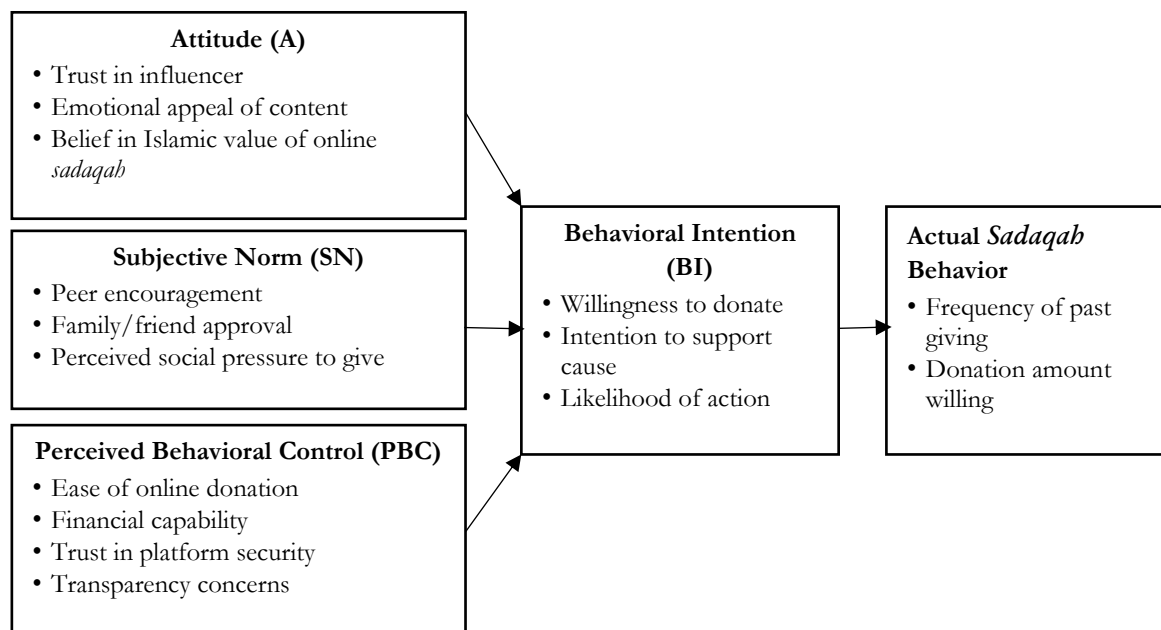 Attitude (A)
• Trust in influencer
• Emotional appeal of content
• Belief in Islamic value of online
sadaqah
Subjective Norm (SN)
• Peer encouragement
• Family/friend approval
• Perceived social pressure to give
Perceived Behavioral Control (PBC)
• Ease of online donation
• Financial capability
• Trust in platform security
• Transparency concerns
Behavioral Intention
(BI)
• Willingness to donate
• Intention to support
cause
• Likelihood of action
Actual Sadaqah
Behavior
• Frequency of past
giving
• Donation amount
willing